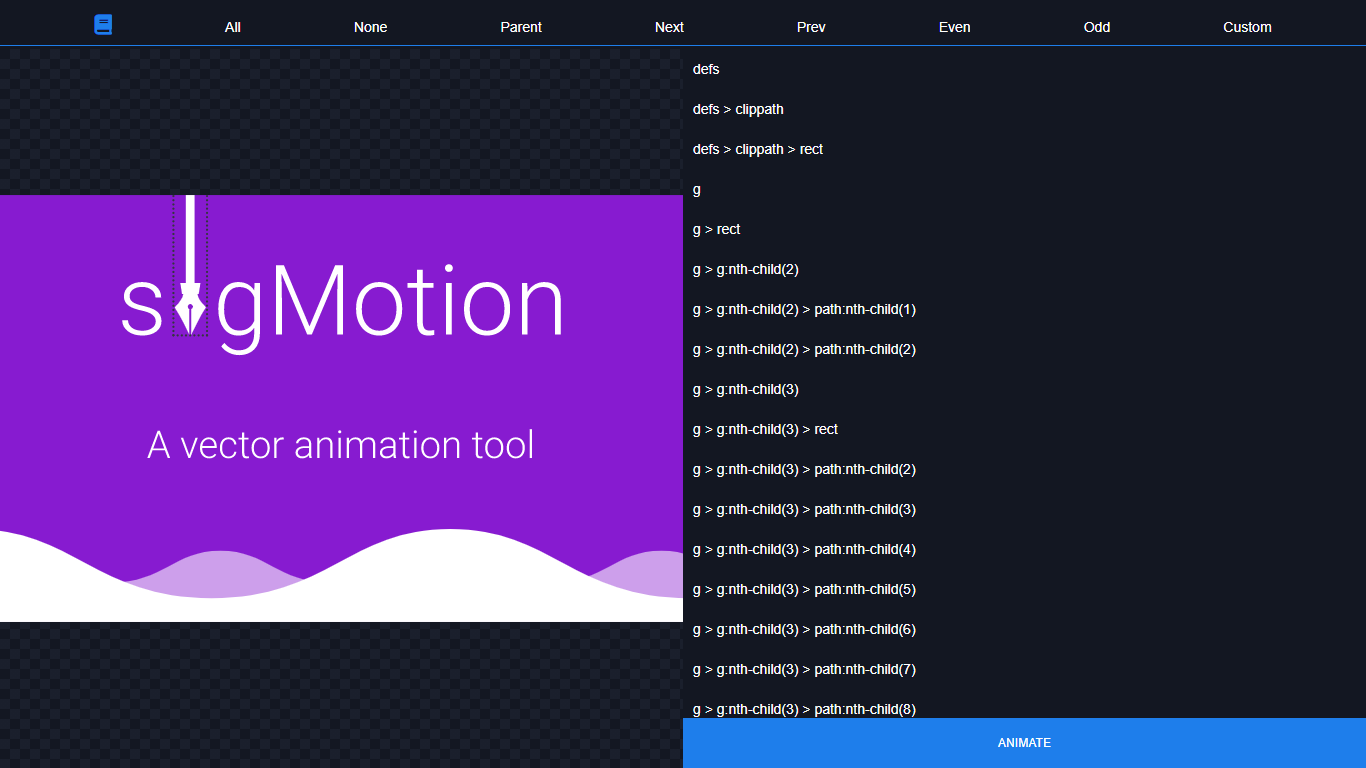 All None Parent Next Prev Even Odd Custom
svgMotion
A vector animation tool
defs
defs > clippath
defs > clippath > rect
g
g > rect
g > g:nth-child(2)
g > g:nth-child(2) > path:nth-child(1)
g > g:nth-child(2) > path:nth-child(2)
g > g:nth-child(3)
g > g:nth-child(3) > rect
g > g:nth-child(3) > path:nth-child(2)
g > g:nth-child(3) > path:nth-child(3)
g > g:nth-child(3) > path:nth-child(4)
g > g:nth-child(3) > path:nth-child(5)
g > g:nth-child(3) > path:nth-child(6)
g > g:nth-child(3) > path:nth-child(7)
g > g:nth-child(3) > path:nth-child(8)
ANIMATE